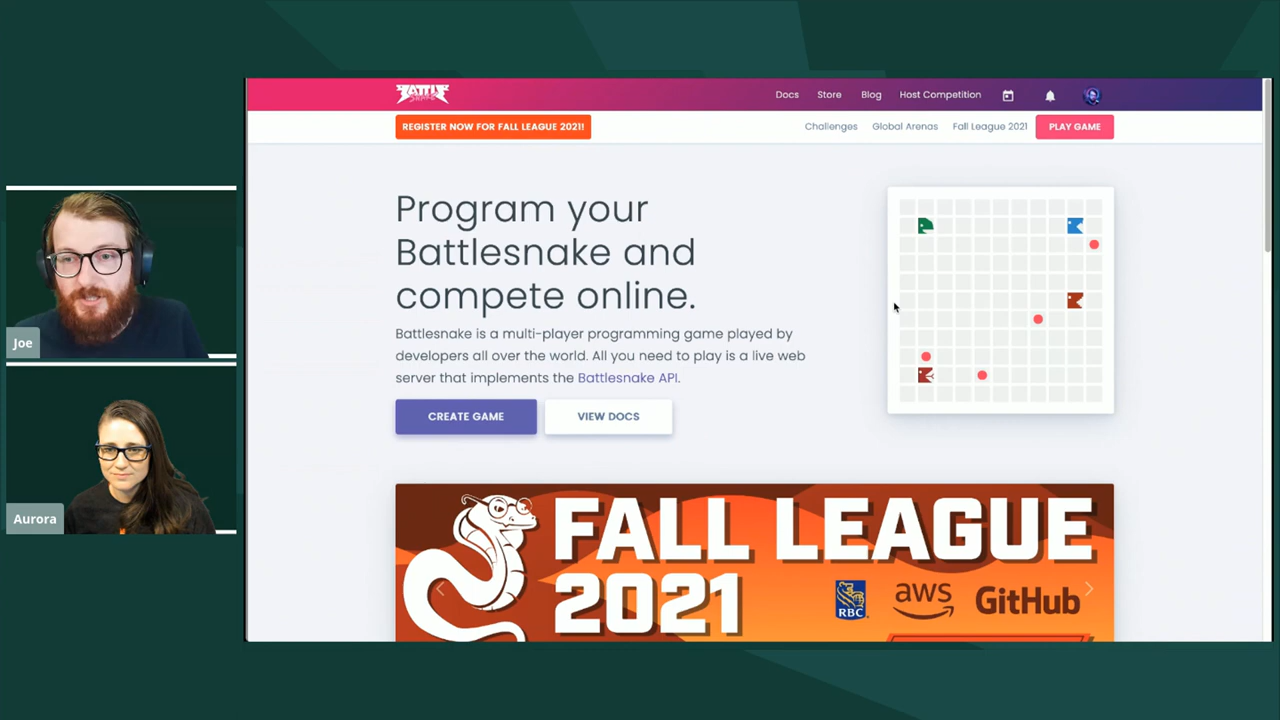 BATTLE
SNAKE
Docs
Store
Blog
Host Competition
REGISTER NOW FOR FALL LEAGUE 2021!
Challenges
Global Arenas
Fall League 2021
PLAY GAME
Program your
Battlesnake and
compete online.
Battlesnake is a multi-player programming game played by
developers all over the world. All you need to play is a live web
server that implements the Battlesnake API.
CREATE GAME
VIEW DOCS
Joe
Aurora
FALL LEAGUE
2021
RBC
aws
GitHub